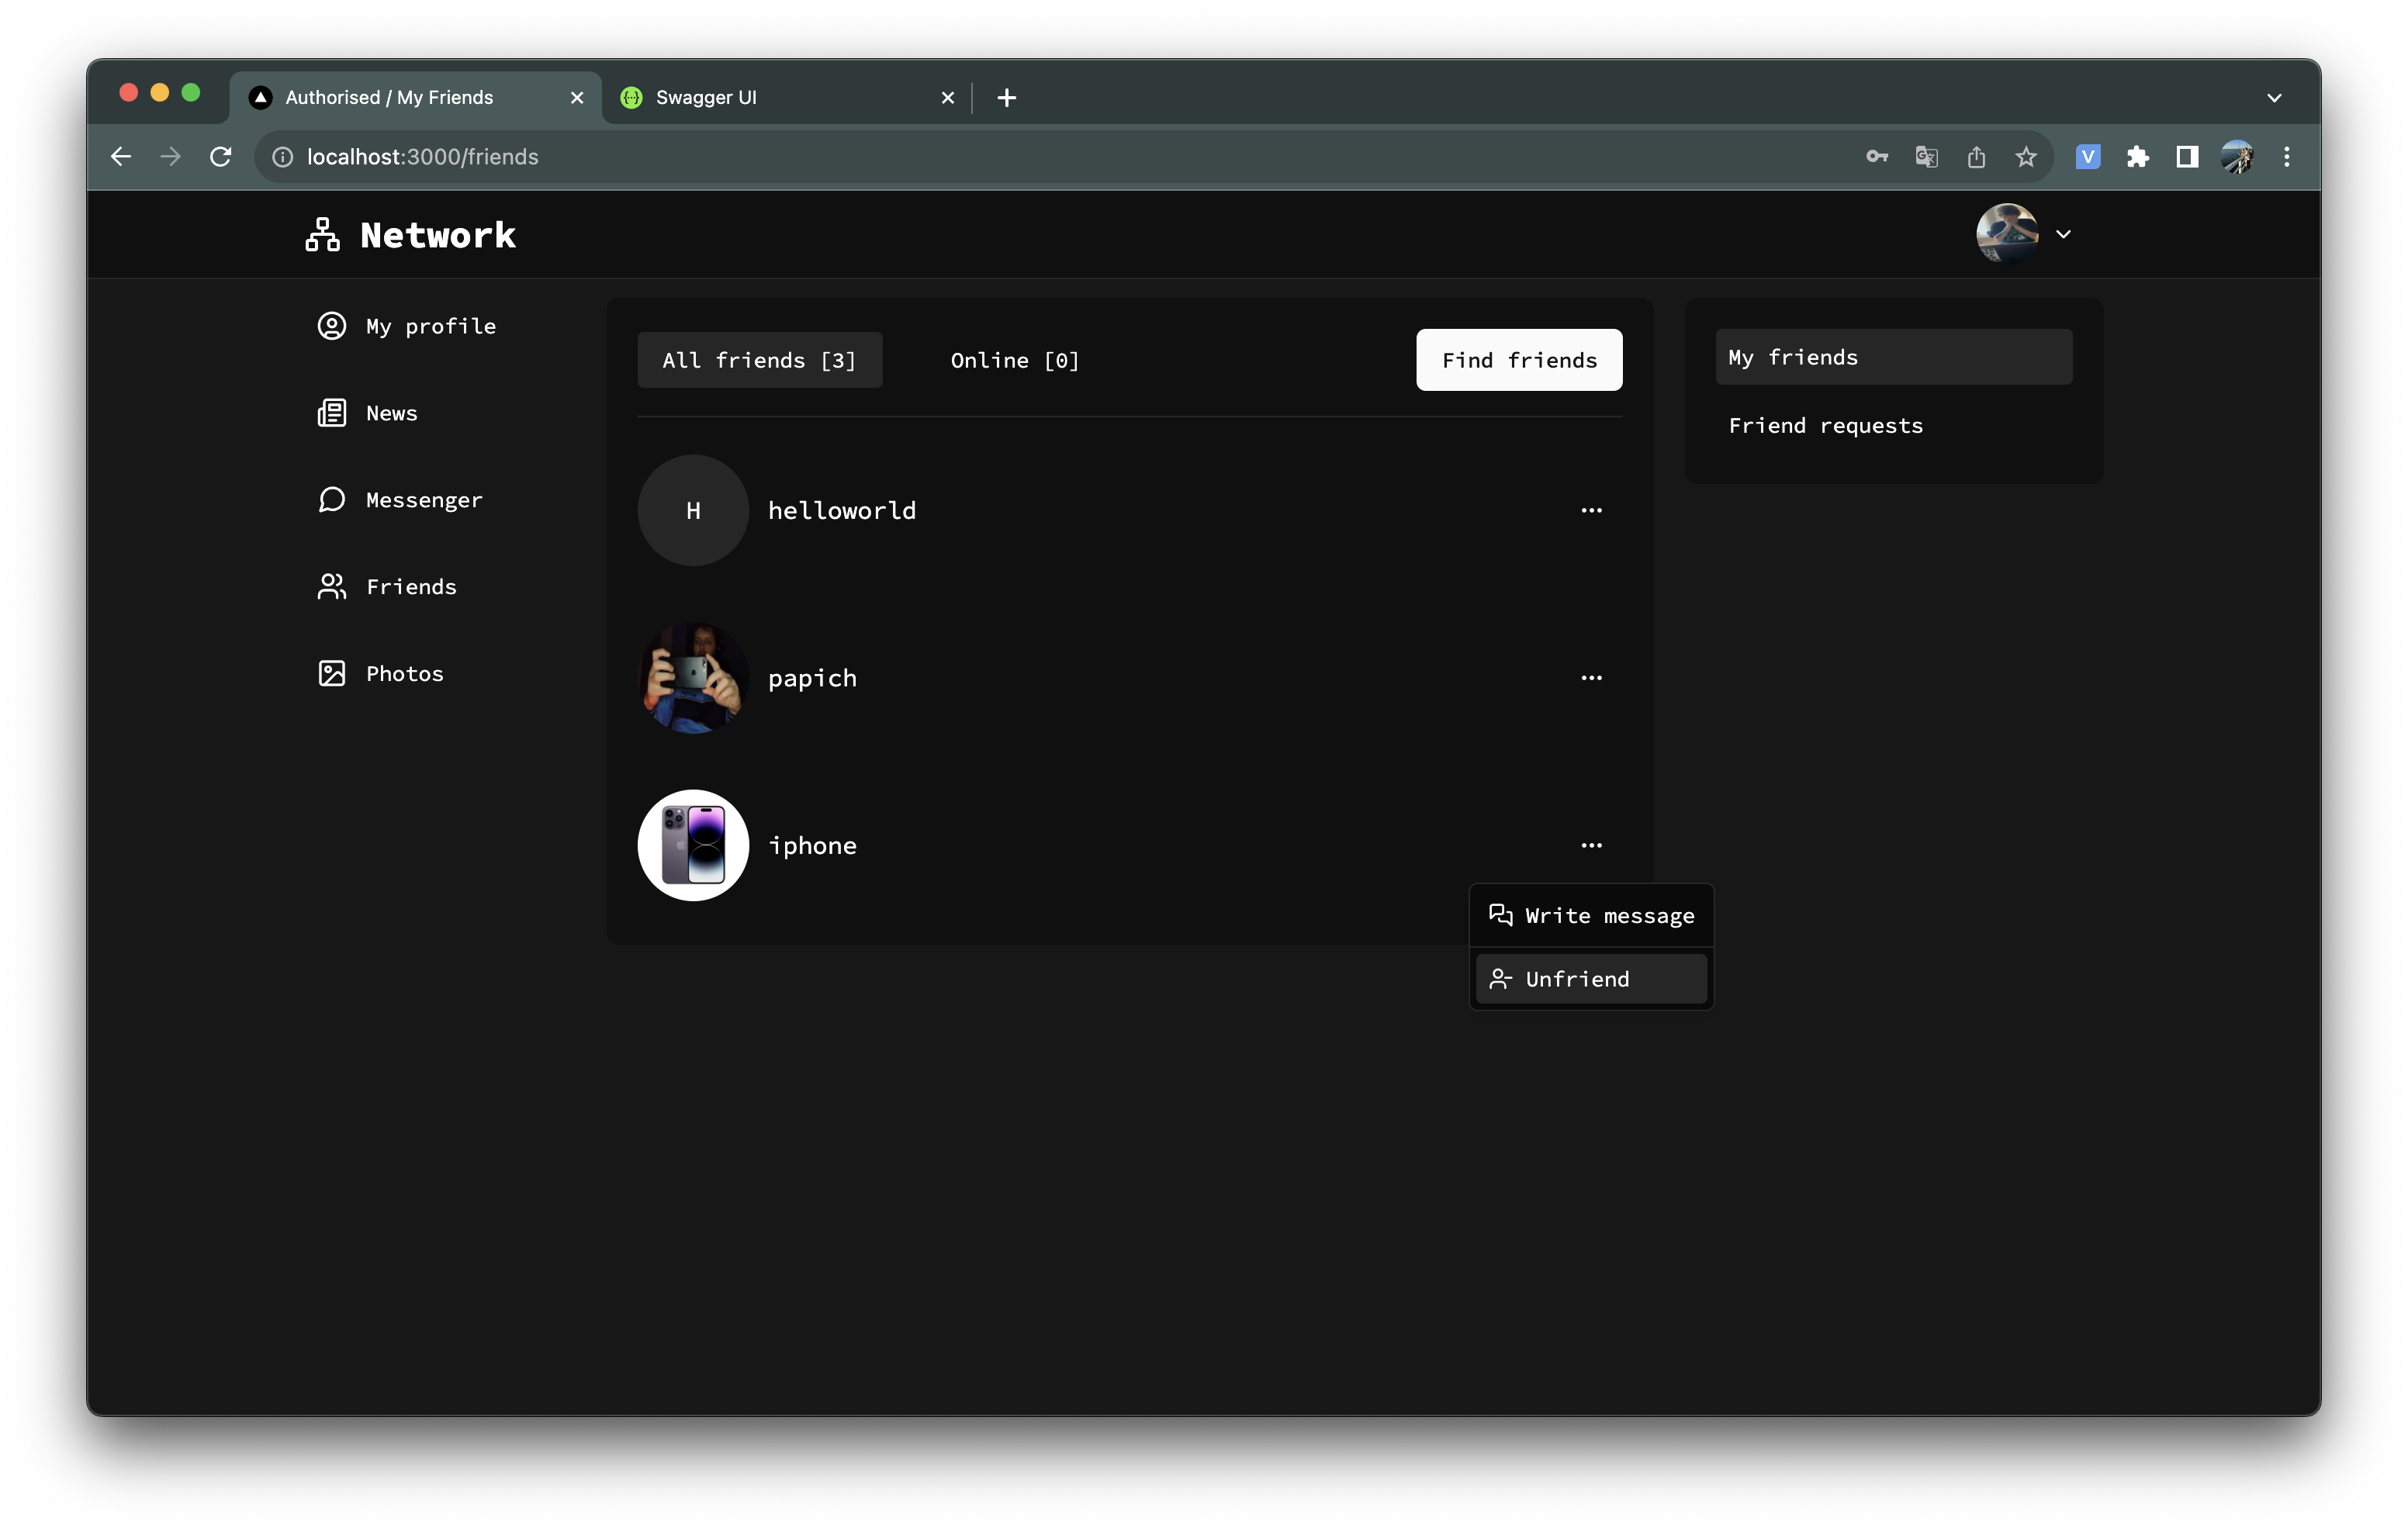 Authorised / My Friends
Swagger UI
localhost:3000/friends
V
Network
My profile
News
Messenger
Friends
Photos
All friends [3]
Online [0]
Find friends
H
helloworld
papich
iphone
Write message
Unfriend
My friends
Friend requests